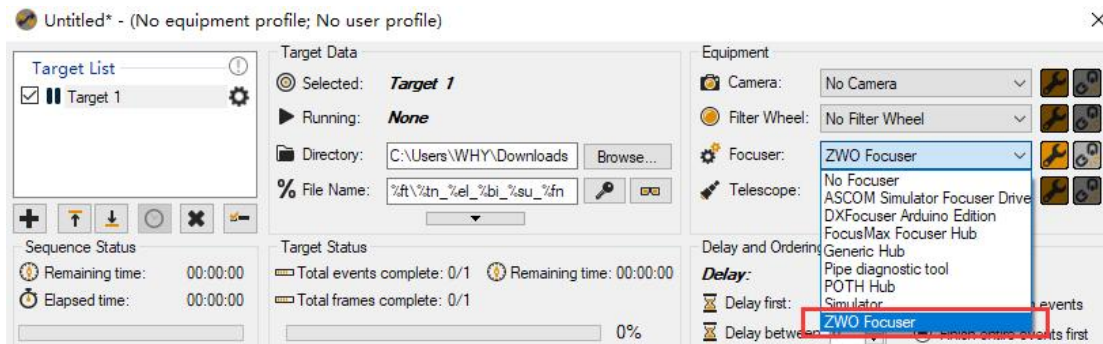 Untitled* - (No equipment profile; No user profile)
Target List
Target 1
Target Data
Selected: Target 1
Running: None
Directory: C:\Users\WHY\Downloads Browse...
File Name: %ft\%tn_%el_%bi_%su_%fn
Equipment
Camera: No Camera
Filter Wheel: No Filter Wheel
Focuser: ZWO Focuser
No Focuser
ASCOM Simulator Focuser Drive
DXFocuser Arduino Edition
FocusMax Focuser Hub
Generic Hub
Pipe diagnostic tool
POTH Hub
Simulator
ZWO Focuser
Telescope:
Sequence Status
Remaining time: 00:00:00
Elapsed time: 00:00:00
Target Status
Total events complete: 0/1 Remaining time: 00:00:00
Total frames complete: 0/1
0%
Delay and Ordering
Delay:
Delay first:
events
Delay between
Finish entire events first